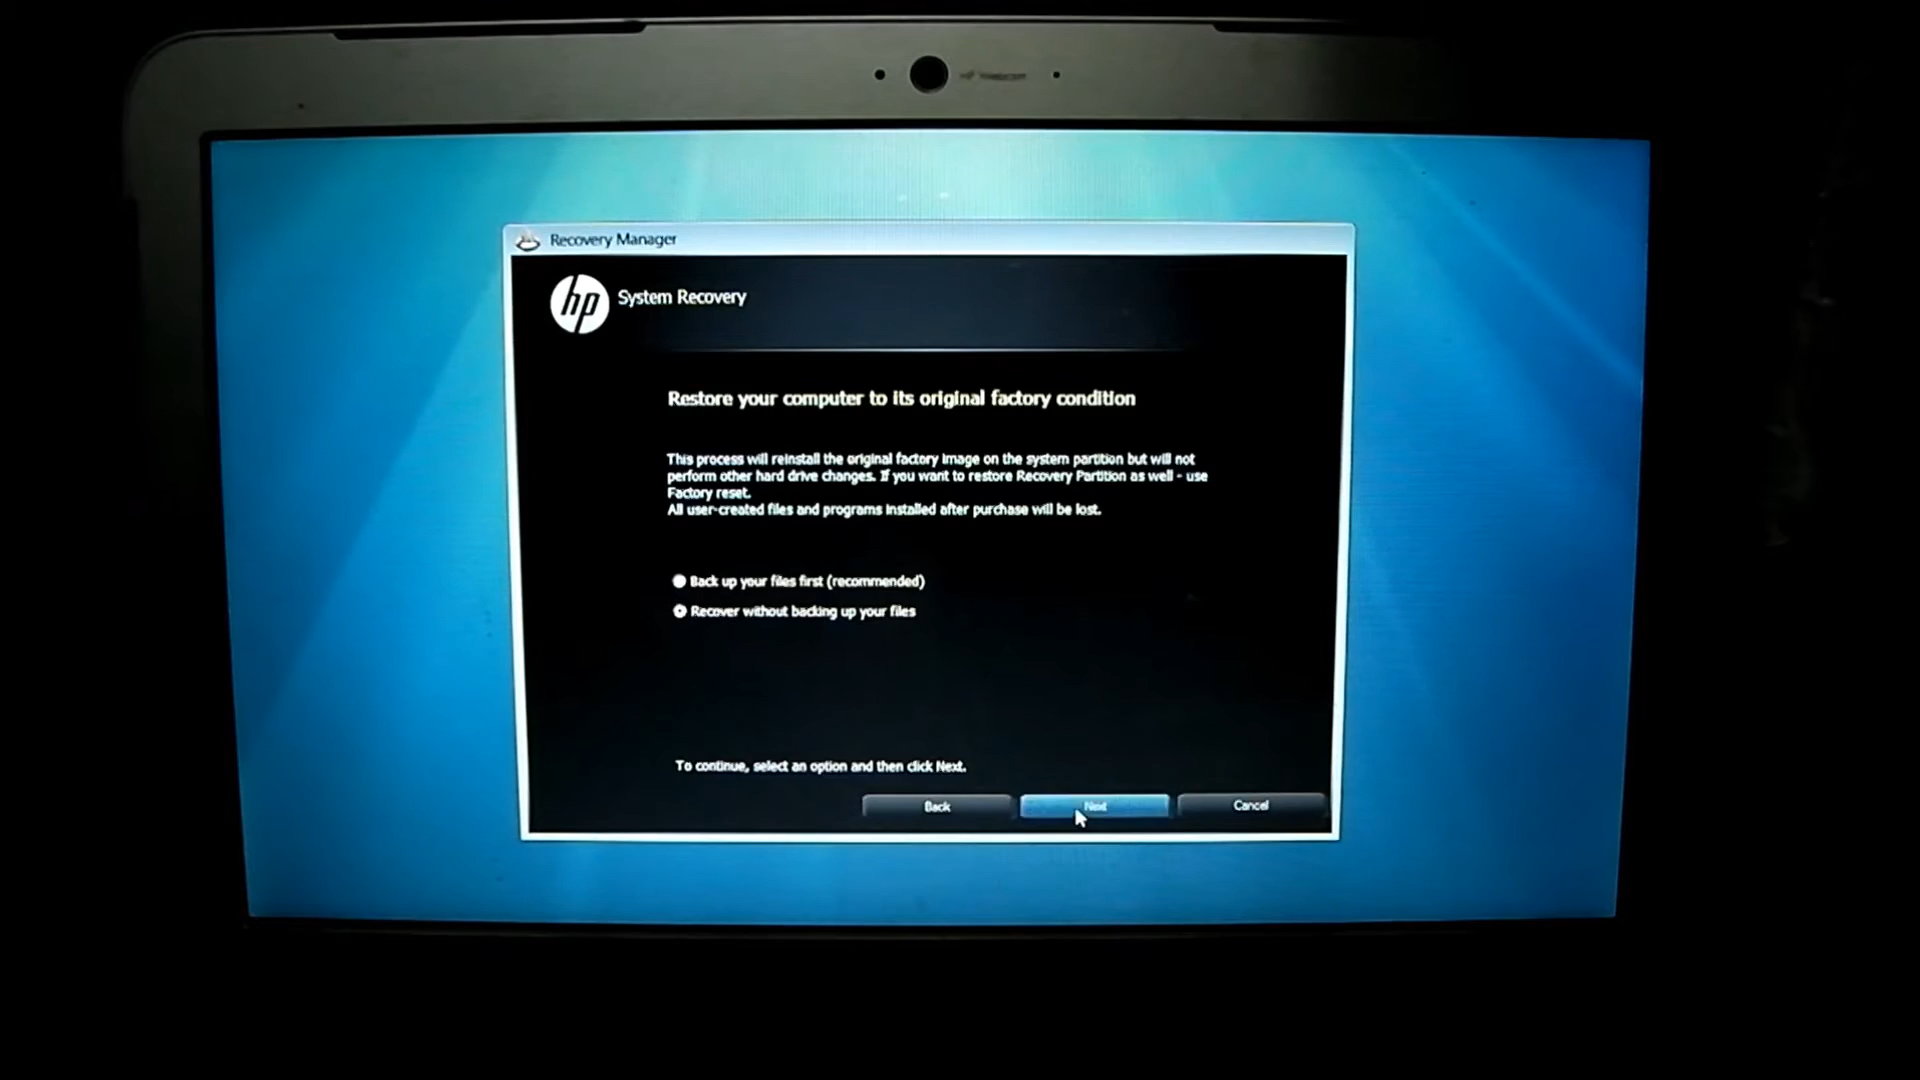 Recovery Manager
hp
System Recovery
Restore your computer to its original factory condition
This process will reinstall the original factory image on the system partition but will not
perform other hard drive changes. If you want to restore Recovery Partition as well - use
Factory reset.
All user-created files and programs installed after purchase will be lost.
Back up your files first (recommended)
Recover without backing up your files
To continue, select an option and then click Next.
Back
Next
Cancel